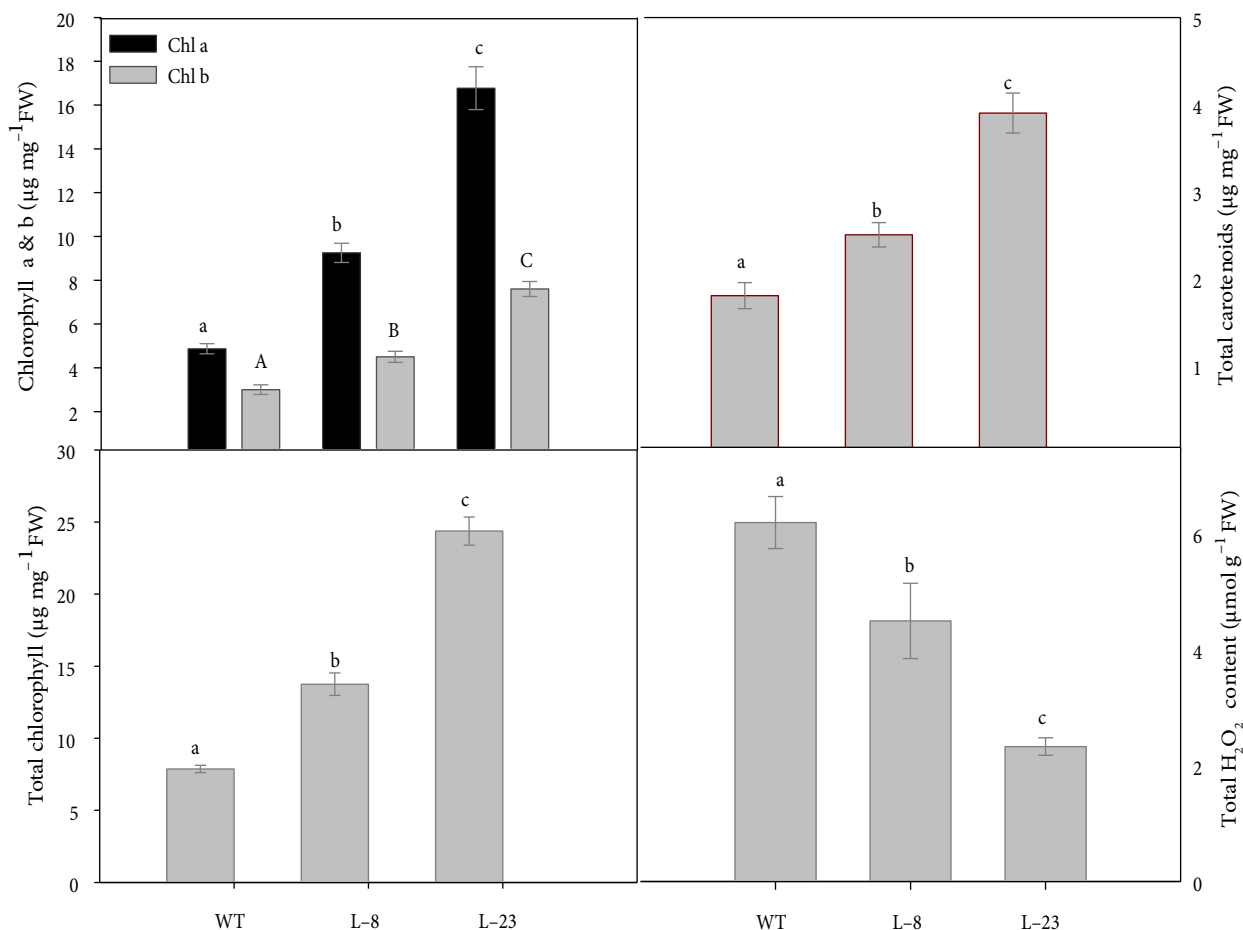 Chlorophyll a & b (µg mg⁻¹FW)
20
18
16
14
12
10
8
6
4
2
Chl a
Chl b
a
A
b
B
c
C
Total carotenoids (µg mg⁻¹FW)
5
4
3
2
1
a
b
c
Total chlorophyll (µg mg⁻¹FW)
30
25
20
15
10
5
0
a
b
c
WT
L–8
L–23
Total H₂O₂ content (µmol g⁻¹FW)
6
4
2
0
a
b
c
WT
L–8
L–23